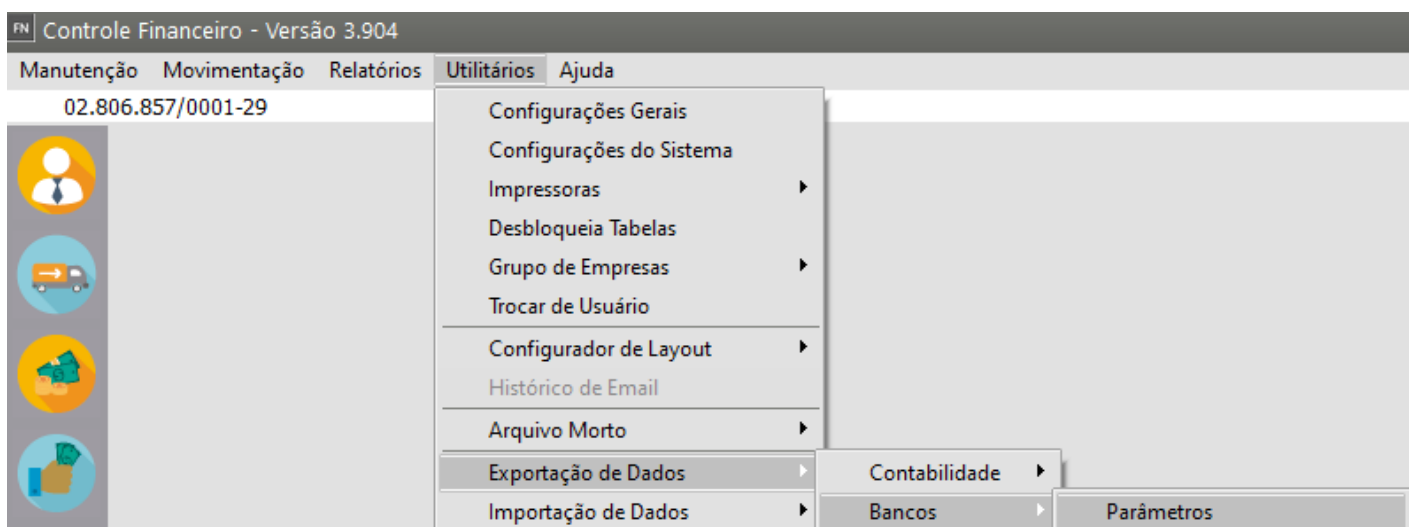 FN Controle Financeiro - Versão 3.904
Manutenção Movimentação Relatórios Utilitários Ajuda
02.806.857/0001-29
Configurações Gerais
Configurações do Sistema
Impressoras
Desbloqueia Tabelas
Grupo de Empresas
Trocar de Usuário
Configurador de Layout
Histórico de Email
Arquivo Morto
Exportação de Dados Contabilidade
Importação de Dados Bancos Parâmetros